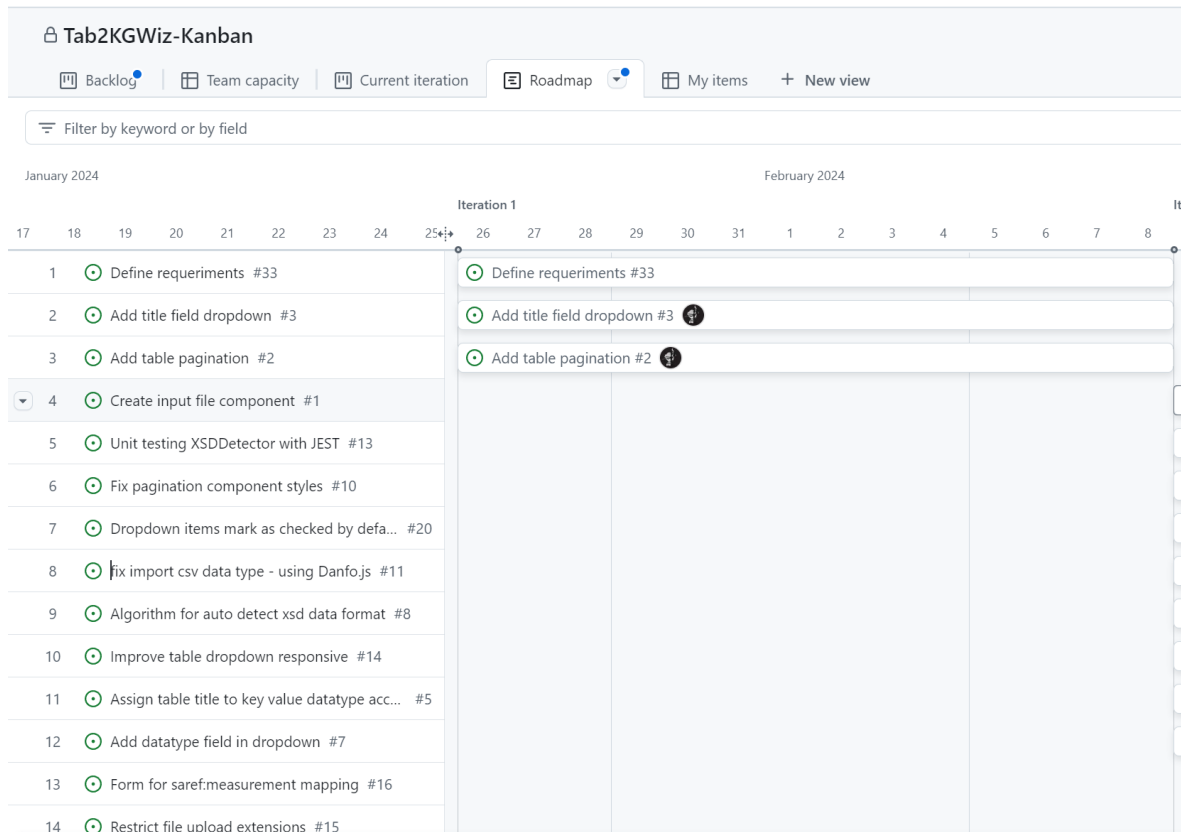 Tab2KGWiz-Kanban
Backlog Team capacity Current iteration Roadmap My items + New view
Filter by keyword or by field
January 2024 February 2024
Iteration 1 It
17 18 19 20 21 22 23 24 25 26 27 28 29 30 31 1 2 3 4 5 6 7 8
1 Define requeriments #33 Define requeriments #33
2 Add title field dropdown #3 Add title field dropdown #3
3 Add table pagination #2 Add table pagination #2
4 Create input file component #1
5 Unit testing XSDDetector with JEST #13
6 Fix pagination component styles #10
7 Dropdown items mark as checked by defa... #20
8 fix import csv data type - using Danfo.js #11
9 Algorithm for auto detect xsd data format #8
10 Improve table dropdown responsive #14
11 Assign table title to key value datatype acc... #5
12 Add datatype field in dropdown #7
13 Form for saref:measurement mapping #16
14 Restrict file upload extensions #15